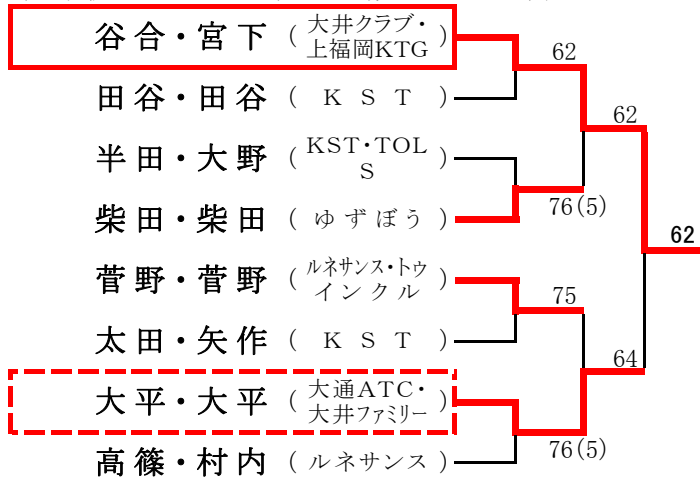 谷合・宮下 (大井クラブ・上福岡KTG)
62
田谷・田谷 (KST)
62
半田・大野 (KST・TOLS)
柴田・柴田 (ゆずぼう)
76(5)
62
菅野・菅野 (ルネサンス・トゥインクル)
75
太田・矢作 (KST)
64
大平・大平 (大通ATC・大井ファミリー)
高篠・村内 (ルネサンス)
76(5)